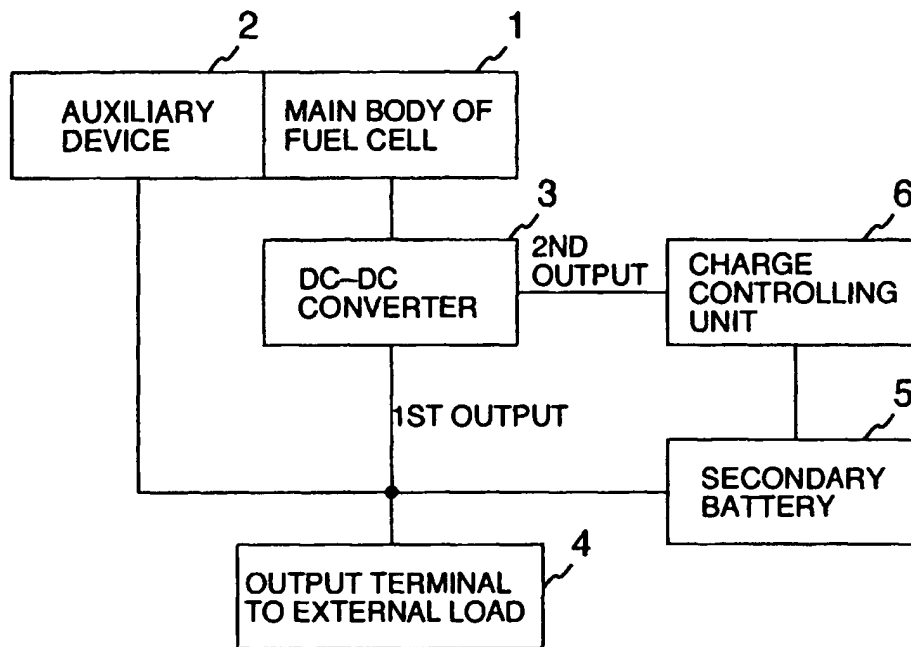 2
1
AUXILIARY
DEVICE
MAIN BODY OF
FUEL CELL
3
6
DC–DC
CONVERTER
2ND
OUTPUT
CHARGE
CONTROLLING
UNIT
1ST OUTPUT
5
SECONDARY
BATTERY
4
OUTPUT TERMINAL
TO EXTERNAL LOAD